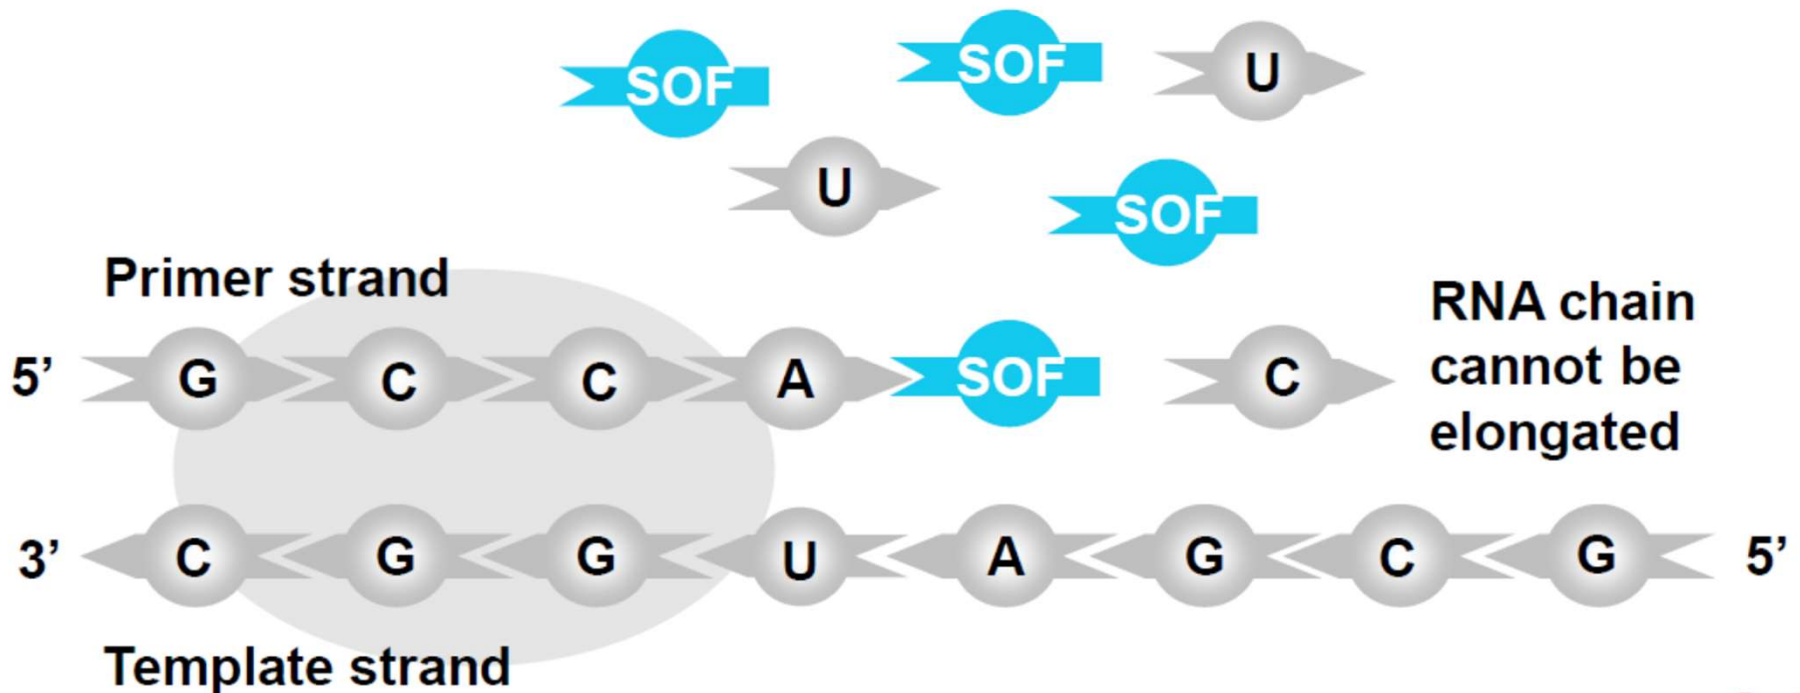 SOF
SOF
U
U
SOF
Primer strand
RNA chain
cannot be
elongated
5’ G C C A SOF C
3’ C G G U A G C G 5’
Template strand